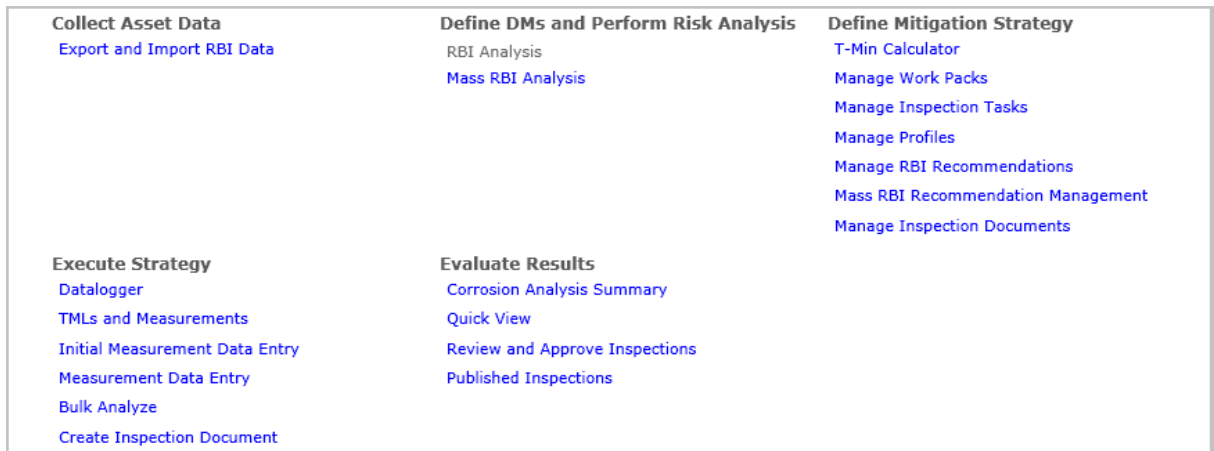 Collect Asset Data
Export and Import RBI Data
Define DMs and Perform Risk Analysis
RBI Analysis
Mass RBI Analysis
Define Mitigation Strategy
T-Min Calculator
Manage Work Packs
Manage Inspection Tasks
Manage Profiles
Manage RBI Recommendations
Mass RBI Recommendation Management
Manage Inspection Documents
Execute Strategy
Datalogger
TMLs and Measurements
Initial Measurement Data Entry
Measurement Data Entry
Bulk Analyze
Create Inspection Document
Evaluate Results
Corrosion Analysis Summary
Quick View
Review and Approve Inspections
Published Inspections